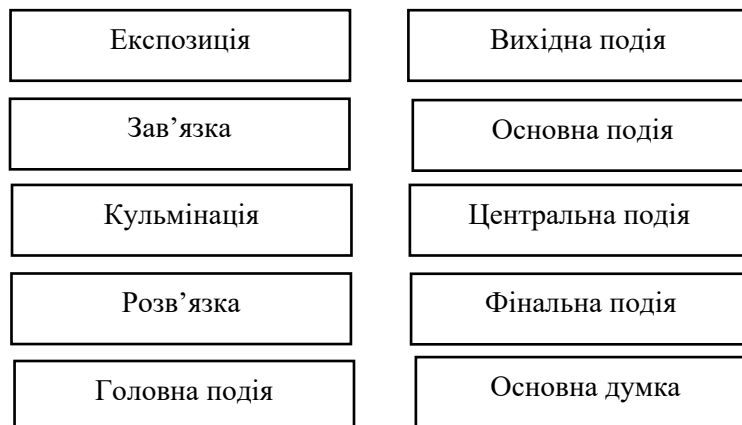 Експозиція
Вихідна подія
Зав’язка
Основна подія
Кульмінація
Центральна подія
Розв’язка
Фінальна подія
Головна подія
Основна думка